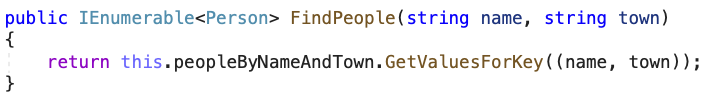 public IEnumerable<Person> FindPeople(string name, string town)
{
    return this.peopleByNameAndTown.GetValuesForKey((name, town));
}